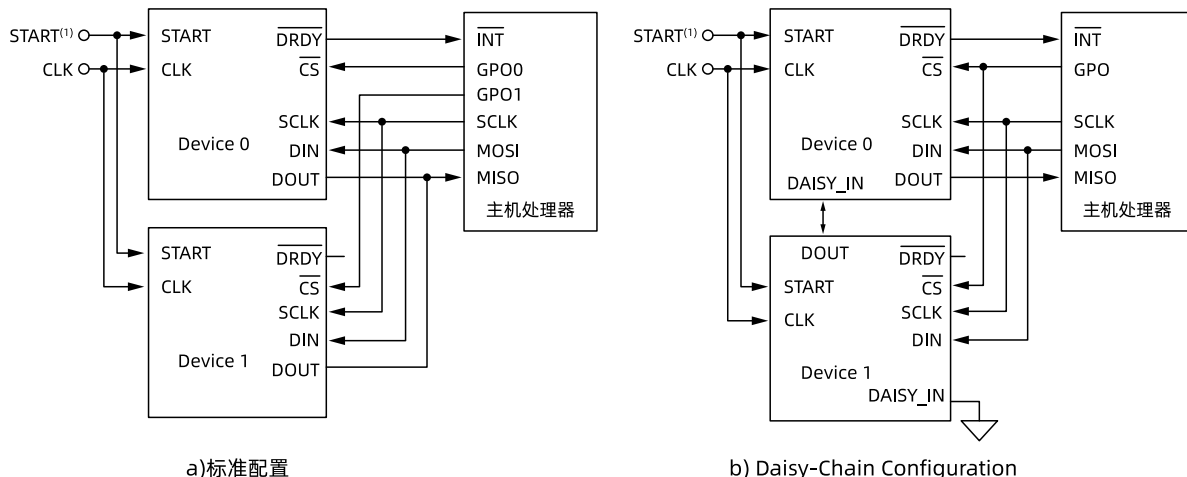 START(1)
CLK
START
CLK
DRDY
CS
SCLK
DIN
DOUT
Device 0
INT
GPO0
GPO1
SCLK
MOSI
MISO
主机处理器
START
CLK
DRDY
CS
SCLK
DIN
DOUT
Device 1
a)标准配置
START(1)
CLK
START
CLK
DRDY
CS
SCLK
DIN
DOUT
Device 0
DAISY_IN
INT
GPO
SCLK
MOSI
MISO
主机处理器
DOUT
START
CLK
DRDY
CS
SCLK
DIN
Device 1
DAISY_IN
b) Daisy-Chain Configuration